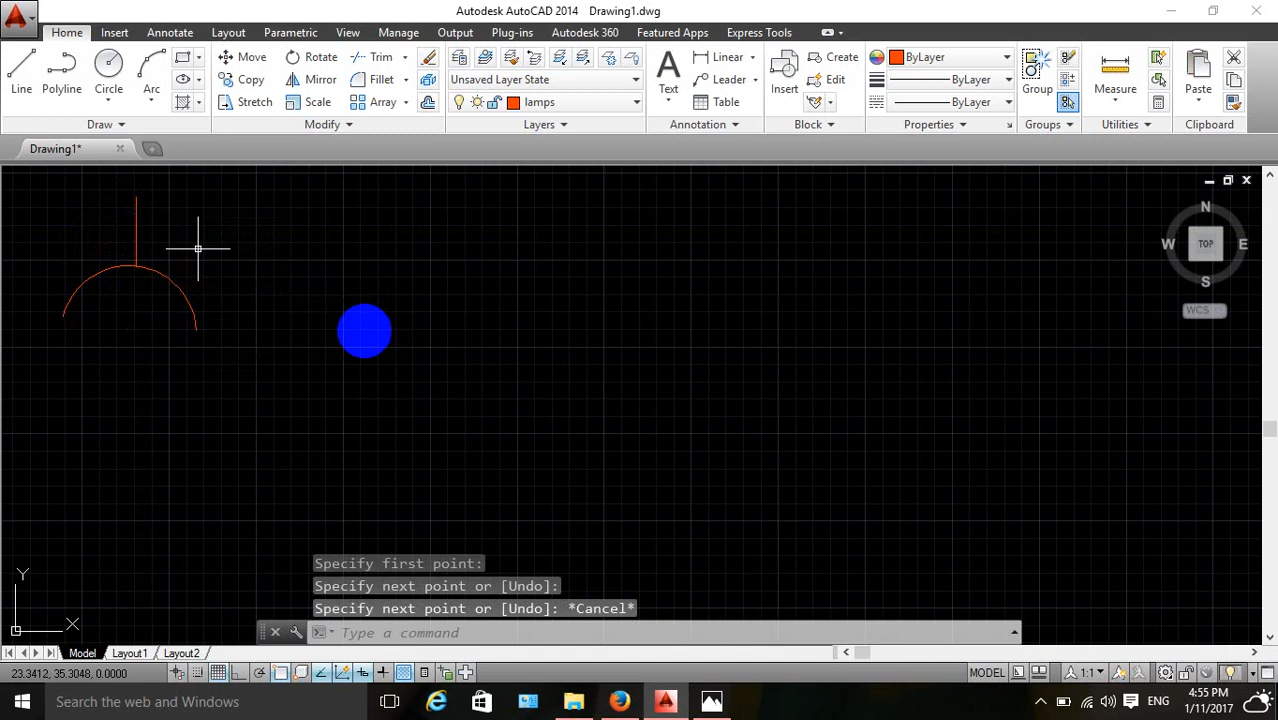 Autodesk AutoCAD 2014 Drawing1.dwg
Home Insert Annotate Layout Parametric View Manage Output Plug-ins Autodesk 360 Featured Apps Express Tools
Move Rotate Trim Unsaved Layer State Linear Create ByLayer
Line Polyline Circle Arc Copy Mirror Fillet Text Leader Insert Edit ByLayer Group Measure Paste
Stretch Scale Array lamps Table ByLayer
Draw Modify Layers Annotation Block Properties Groups Utilities Clipboard
Drawing1*
N
W TOP E
S
WCS
Specify first point:
Specify next point or [Undo]:
Specify next point or [Undo]: *Cancel*
Y
X
Type a command
Model Layout1 Layout2
23.3412, 35.3048, 0.0000 MODEL 1:1
Search the web and Windows ENG 4:55 PM
1/11/2017